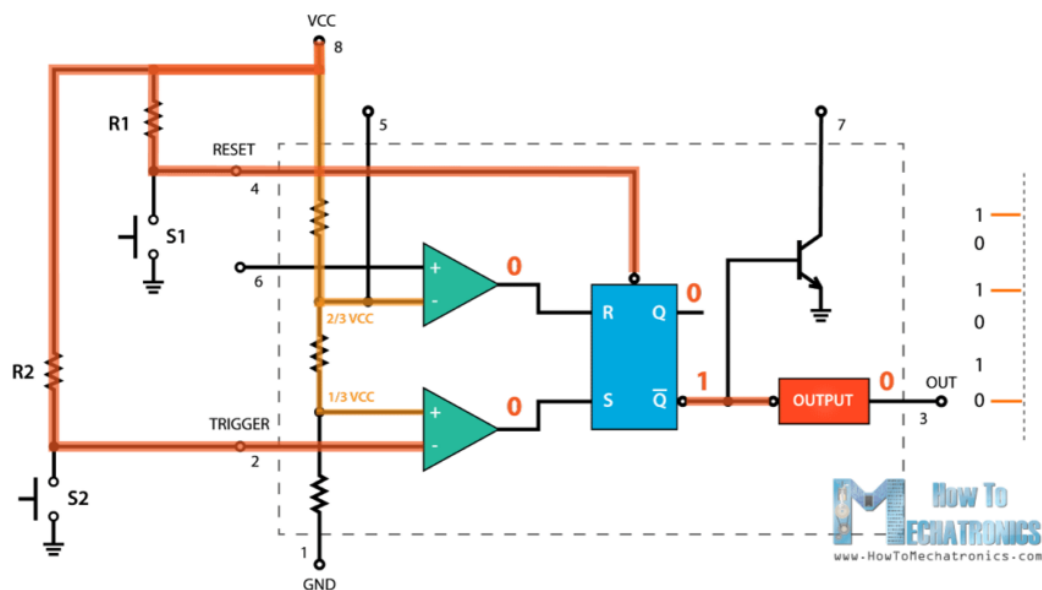 VCC
8
5
7
R1
RESET
4
S1
1
0
6
+
-
0
R
Q
0
1
0
2/3 VCC
R2
1/3 VCC
+
-
0
S
Q
1
OUTPUT
0
OUT
3
1
0
TRIGGER
2
S2
1
GND
How To
MECHATRONICS
www.HowToMechatronics.com